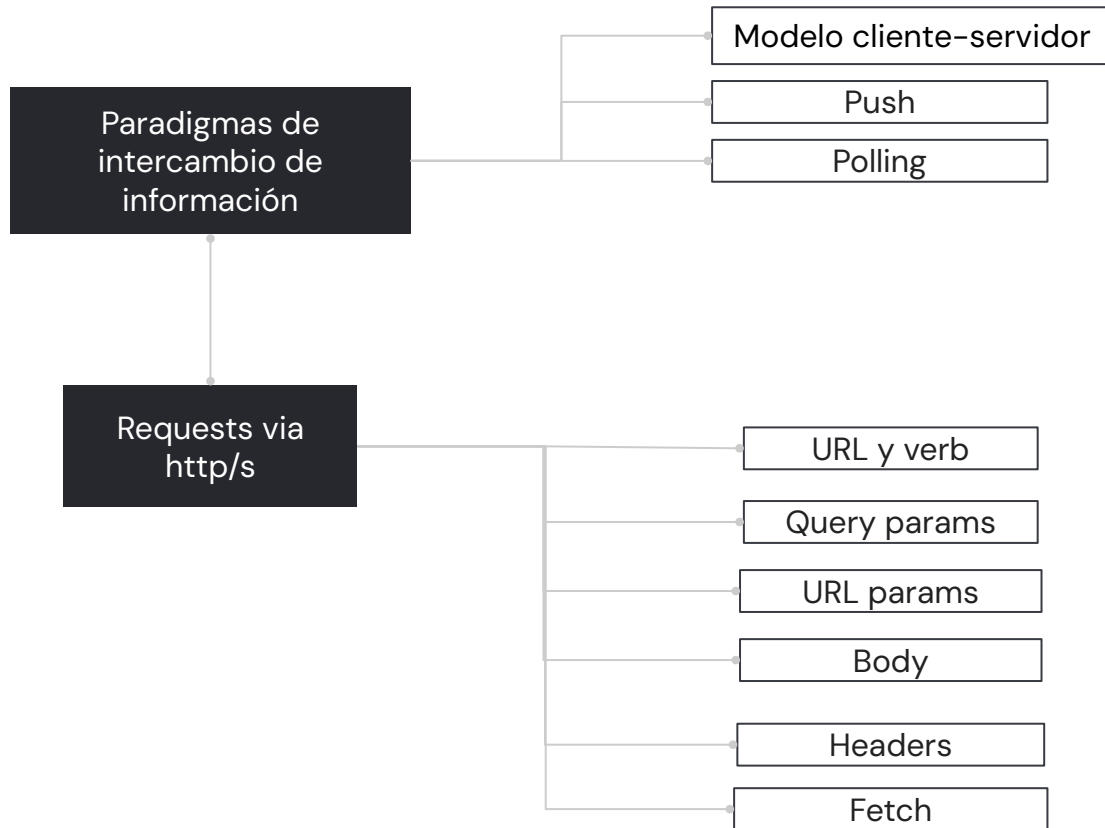 Modelo cliente-servidor
Push
Polling
Paradigmas de
intercambio de
información
Requests via
http/s
URL y verb
Query params
URL params
Body
Headers
Fetch